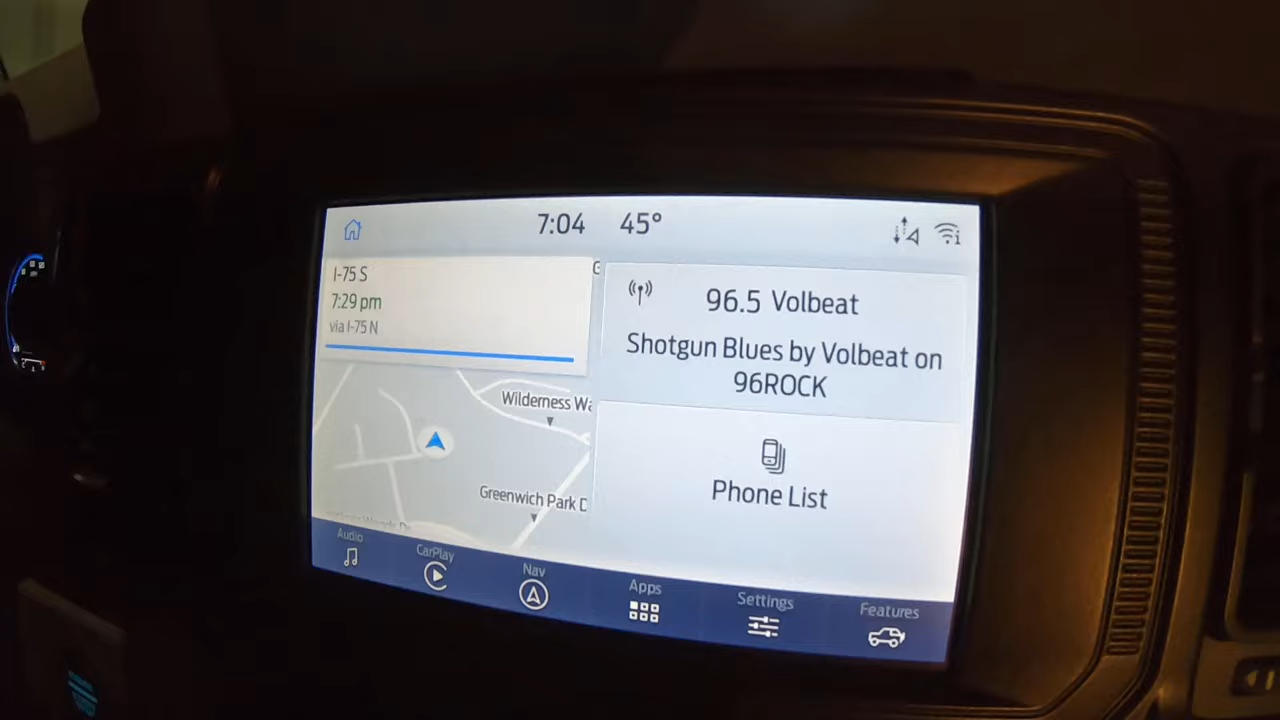 7:04 45°
I-75 S
7:29 pm
via I-75 N
G
96.5 Volbeat
Shotgun Blues by Volbeat on
96ROCK
Wilderness Wa
Greenwich Park D
Phone List
Audio
CarPlay
Nav
Apps
Settings
Features